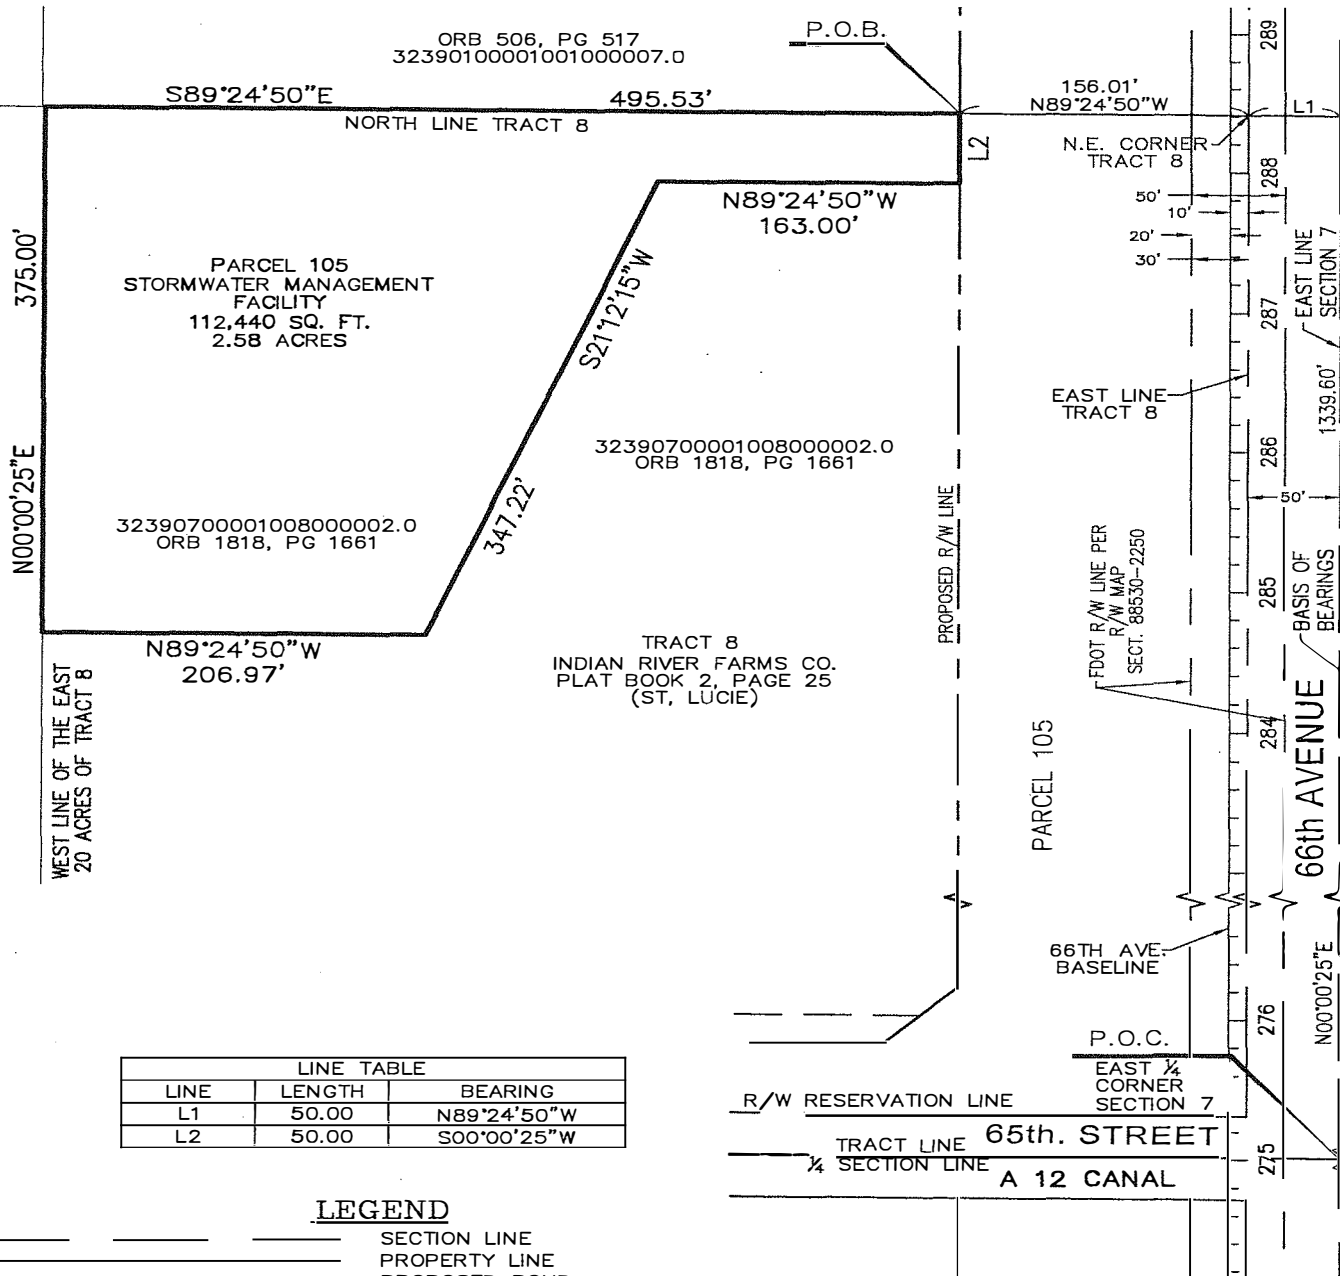 ORB 506, PG 517
32390100001001000007.0
P.O.B.
S89°24'50"E
495.53'
NORTH LINE TRACT 8
156.01'
N89°24'50"W
L1
289
L2
N.E. CORNER
TRACT 8
288
50'
10'
20'
30'
N89°24'50"W
163.00'
375.00'
N00°00'25"E
PARCEL 105
STORMWATER MANAGEMENT
FACILITY
112,440 SQ. FT.
2.58 ACRES
S21°12'15"W
347.22'
EAST LINE
SECTION 7
287
1339.60'
EAST LINE
TRACT 8
32390700001008000002.0
ORB 1818, PG 1661
286
50'
32390700001008000002.0
ORB 1818, PG 1661
PROPOSED R/W LINE
FDOT R/W LINE PER
R/W MAP
SECT. 88530-2250
285
BASIS OF
BEARINGS
N89°24'50"W
206.97'
TRACT 8
INDIAN RIVER FARMS CO.
PLAT BOOK 2, PAGE 25
(ST, LUCIE)
WEST LINE OF THE EAST
20 ACRES OF TRACT 8
PARCEL 105
284
66th AVENUE
66TH AVE.
BASELINE
N00°00'25"E
276
P.O.C.
EAST ¼
CORNER
SECTION 7
LINE TABLE
LINE LENGTH BEARING
L1 50.00 N89°24'50"W
L2 50.00 S00°00'25"W
R/W RESERVATION LINE
TRACT LINE 65th. STREET
¼ SECTION LINE
A 12 CANAL
275
LEGEND
SECTION LINE
PROPERTY LINE